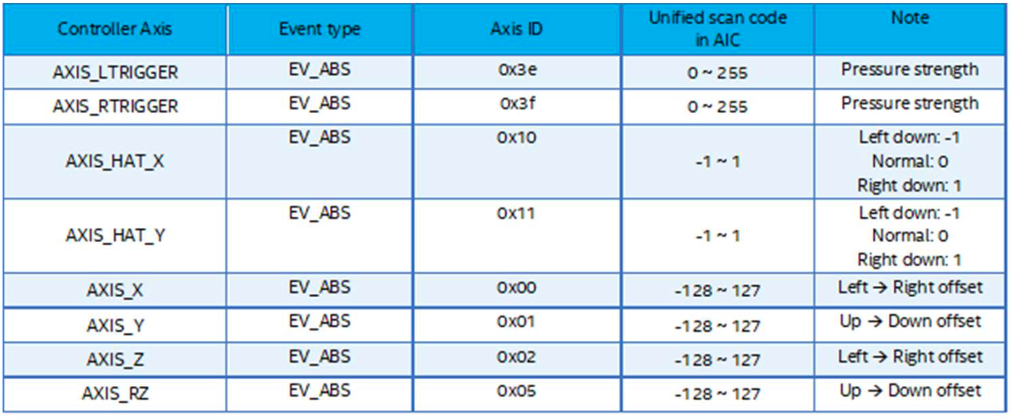 Controller Axis Event type Axis ID Unified scan code in AIC Note
AXIS_LTRIGGER EV_ABS 0x3e 0 ~ 255 Pressure strength
AXIS_RTRIGGER EV_ABS 0x3f 0 ~ 255 Pressure strength
AXIS_HAT_X EV_ABS 0x10 -1 ~ 1 Left down: -1
Normal: 0
Right down: 1
AXIS_HAT_Y EV_ABS 0x11 -1 ~ 1 Left down: -1
Normal: 0
Right down: 1
AXIS_X EV_ABS 0x00 -128 ~ 127 Left → Right offset
AXIS_Y EV_ABS 0x01 -128 ~ 127 Up → Down offset
AXIS_Z EV_ABS 0x02 -128 ~ 127 Left → Right offset
AXIS_RZ EV_ABS 0x05 -128 ~ 127 Up → Down offset